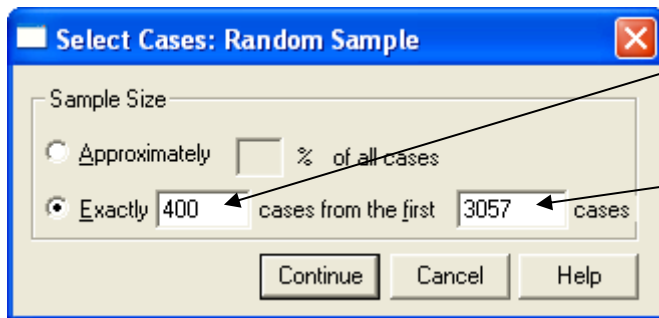 Select Cases: Random Sample
Sample Size
Approximately % of all cases
Exactly 400 cases from the first 3057 cases
Continue Cancel Help